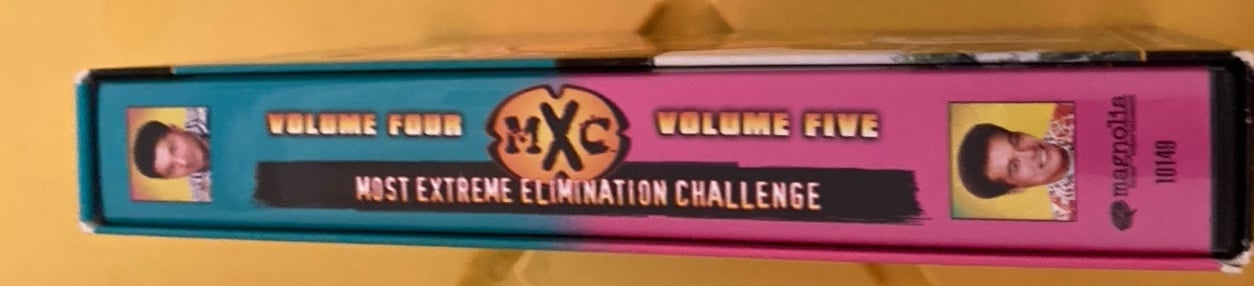 VOLUME FOUR
MXC
VOLUME FIVE
MOST EXTREME ELIMINATION CHALLENGE
magnolia
10149